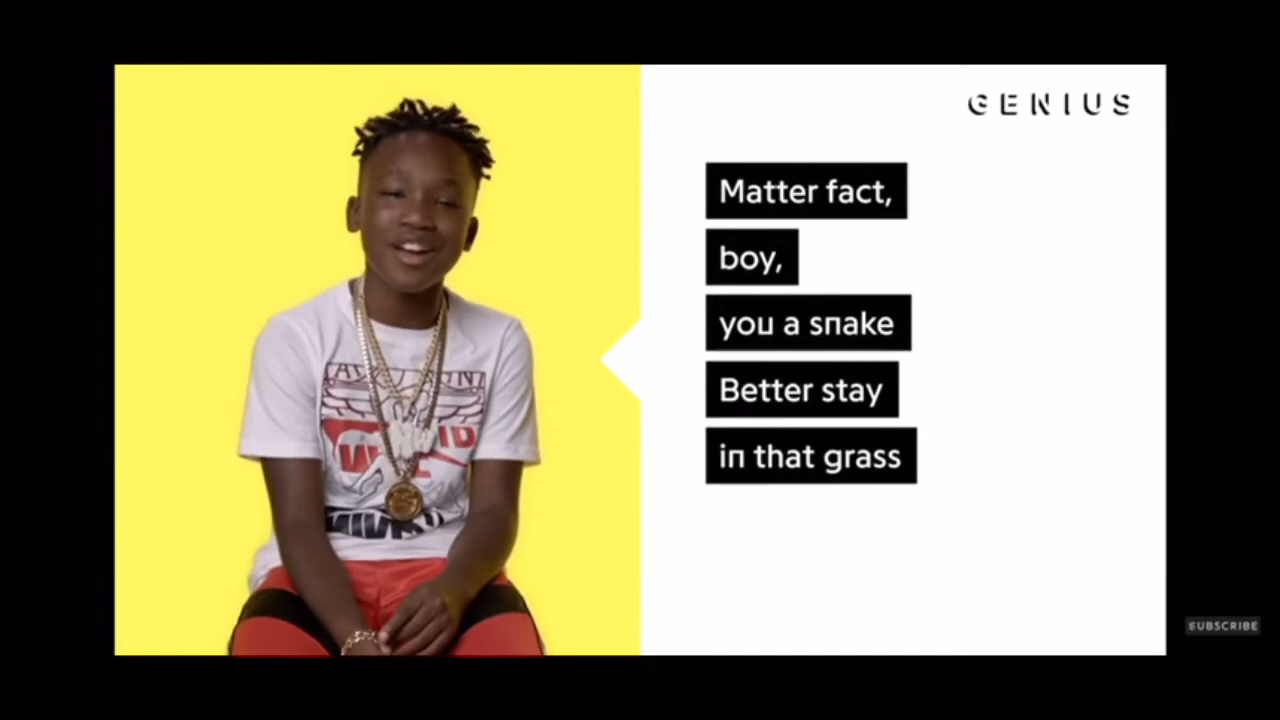 GENIUS
Matter fact,
boy,
you a snake
Better stay
in that grass
SUBSCRIBE